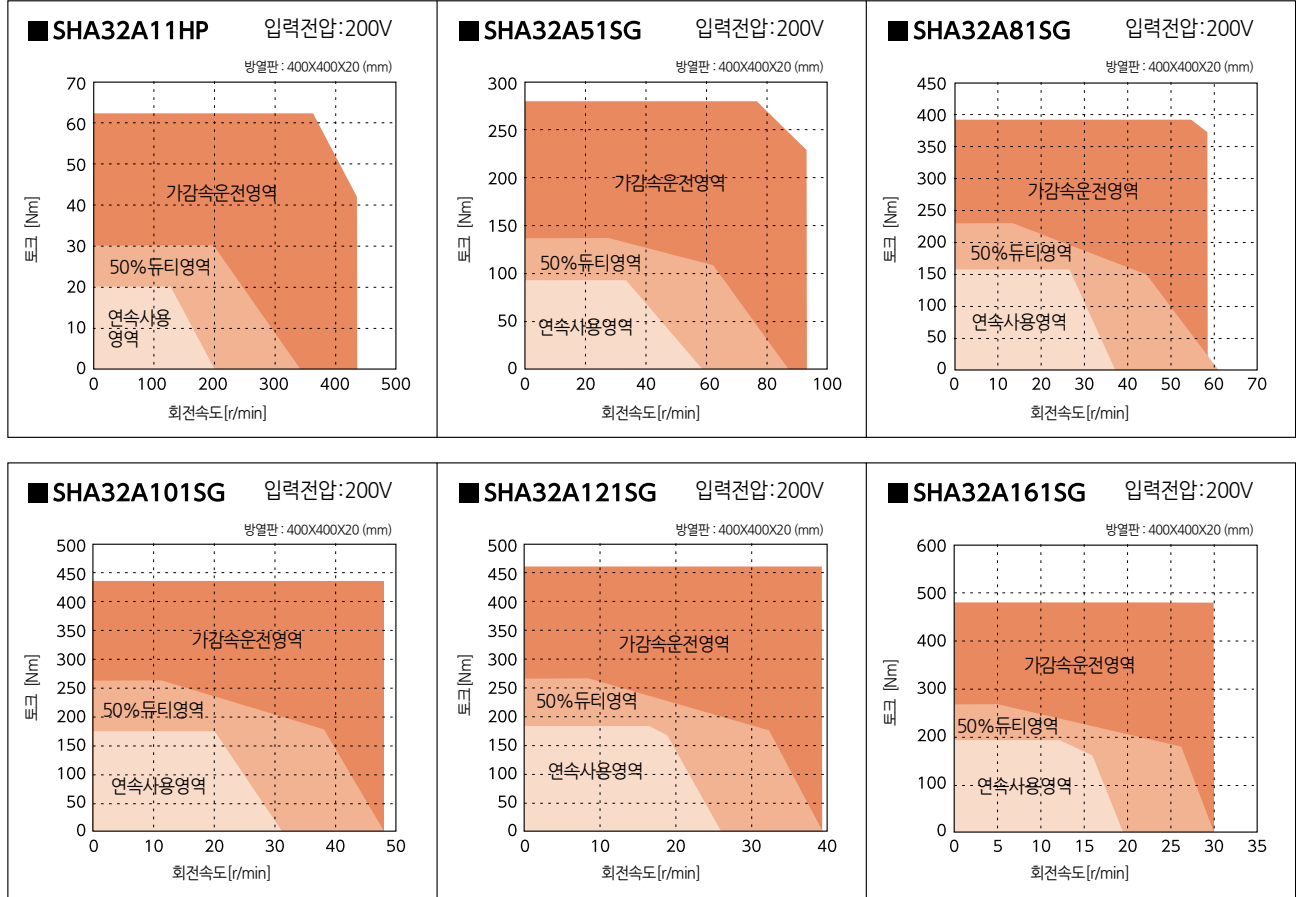 ■ SHA32A11HP 입력전압:200V
방열판 : 400X400X20 (mm)
70
60
50
40
30
20
10
0
토크 [Nm]
가감속운전영역
50%듀티영역
연속사용
영역
0 100 200 300 400 500
회전속도[r/min]
■ SHA32A51SG 입력전압:200V
방열판 : 400X400X20 (mm)
300
250
200
150
100
50
0
토크 [Nm]
가감속운전영역
50%듀티영역
연속사용영역
0 20 40 60 80 100
회전속도[r/min]
■ SHA32A81SG 입력전압:200V
방열판 : 400X400X20 (mm)
450
400
350
300
250
200
150
100
50
0
토크 [Nm]
가감속운전영역
50%듀티영역
연속사용영역
0 10 20 30 40 50 60 70
회전속도[r/min]
■ SHA32A101SG 입력전압:200V
방열판 : 400X400X20 (mm)
500
450
400
350
300
250
200
150
100
50
0
토크 [Nm]
가감속운전영역
50%듀티영역
연속사용영역
0 10 20 30 40 50
회전속도[r/min]
■ SHA32A121SG 입력전압:200V
방열판 : 400X400X20 (mm)
500
450
400
350
300
250
200
150
100
50
0
토크 [Nm]
가감속운전영역
50%듀티영역
연속사용영역
0 10 20 30 40
회전속도[r/min]
■ SHA32A161SG 입력전압:200V
방열판 : 400X400X20 (mm)
600
500
400
300
200
100
0
토크 [Nm]
가감속운전영역
50%듀티영역
연속사용영역
0 5 10 15 20 25 30 35
회전속도[r/min]